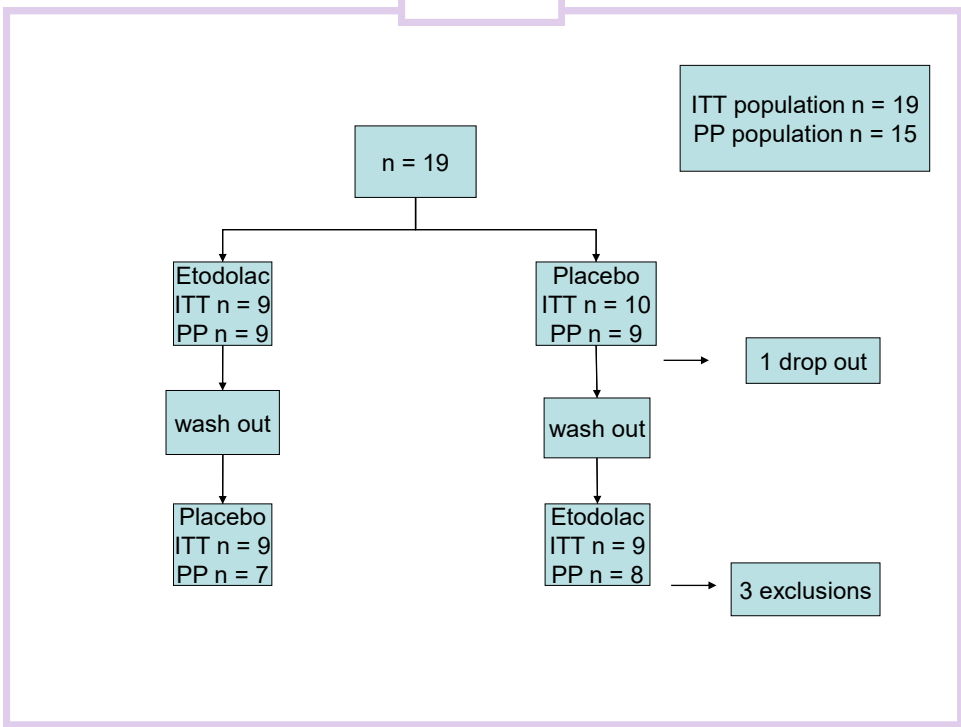 ITT population n = 19
PP population n = 15
n = 19
Etodolac
ITT n = 9
PP n = 9
Placebo
ITT n = 10
PP n = 9
1 drop out
wash out
wash out
Placebo
ITT n = 9
PP n = 7
Etodolac
ITT n = 9
PP n = 8
3 exclusions